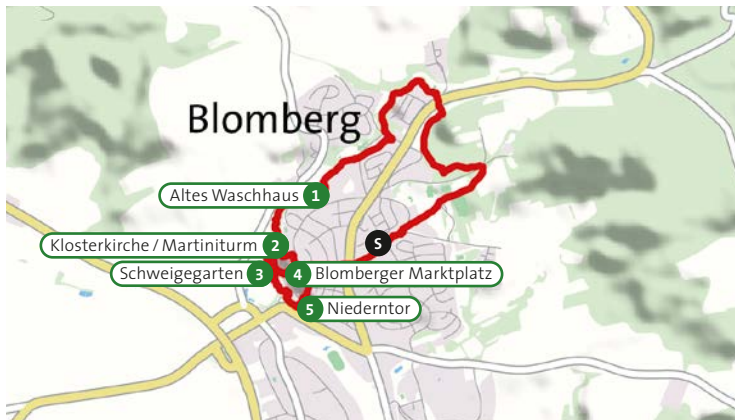 Blomberg
Altes Waschhaus 1
S
Klosterkirche / Martiniturm 2
Schweigegarten 3
4 Blomberger Marktplatz
5 Niederntor